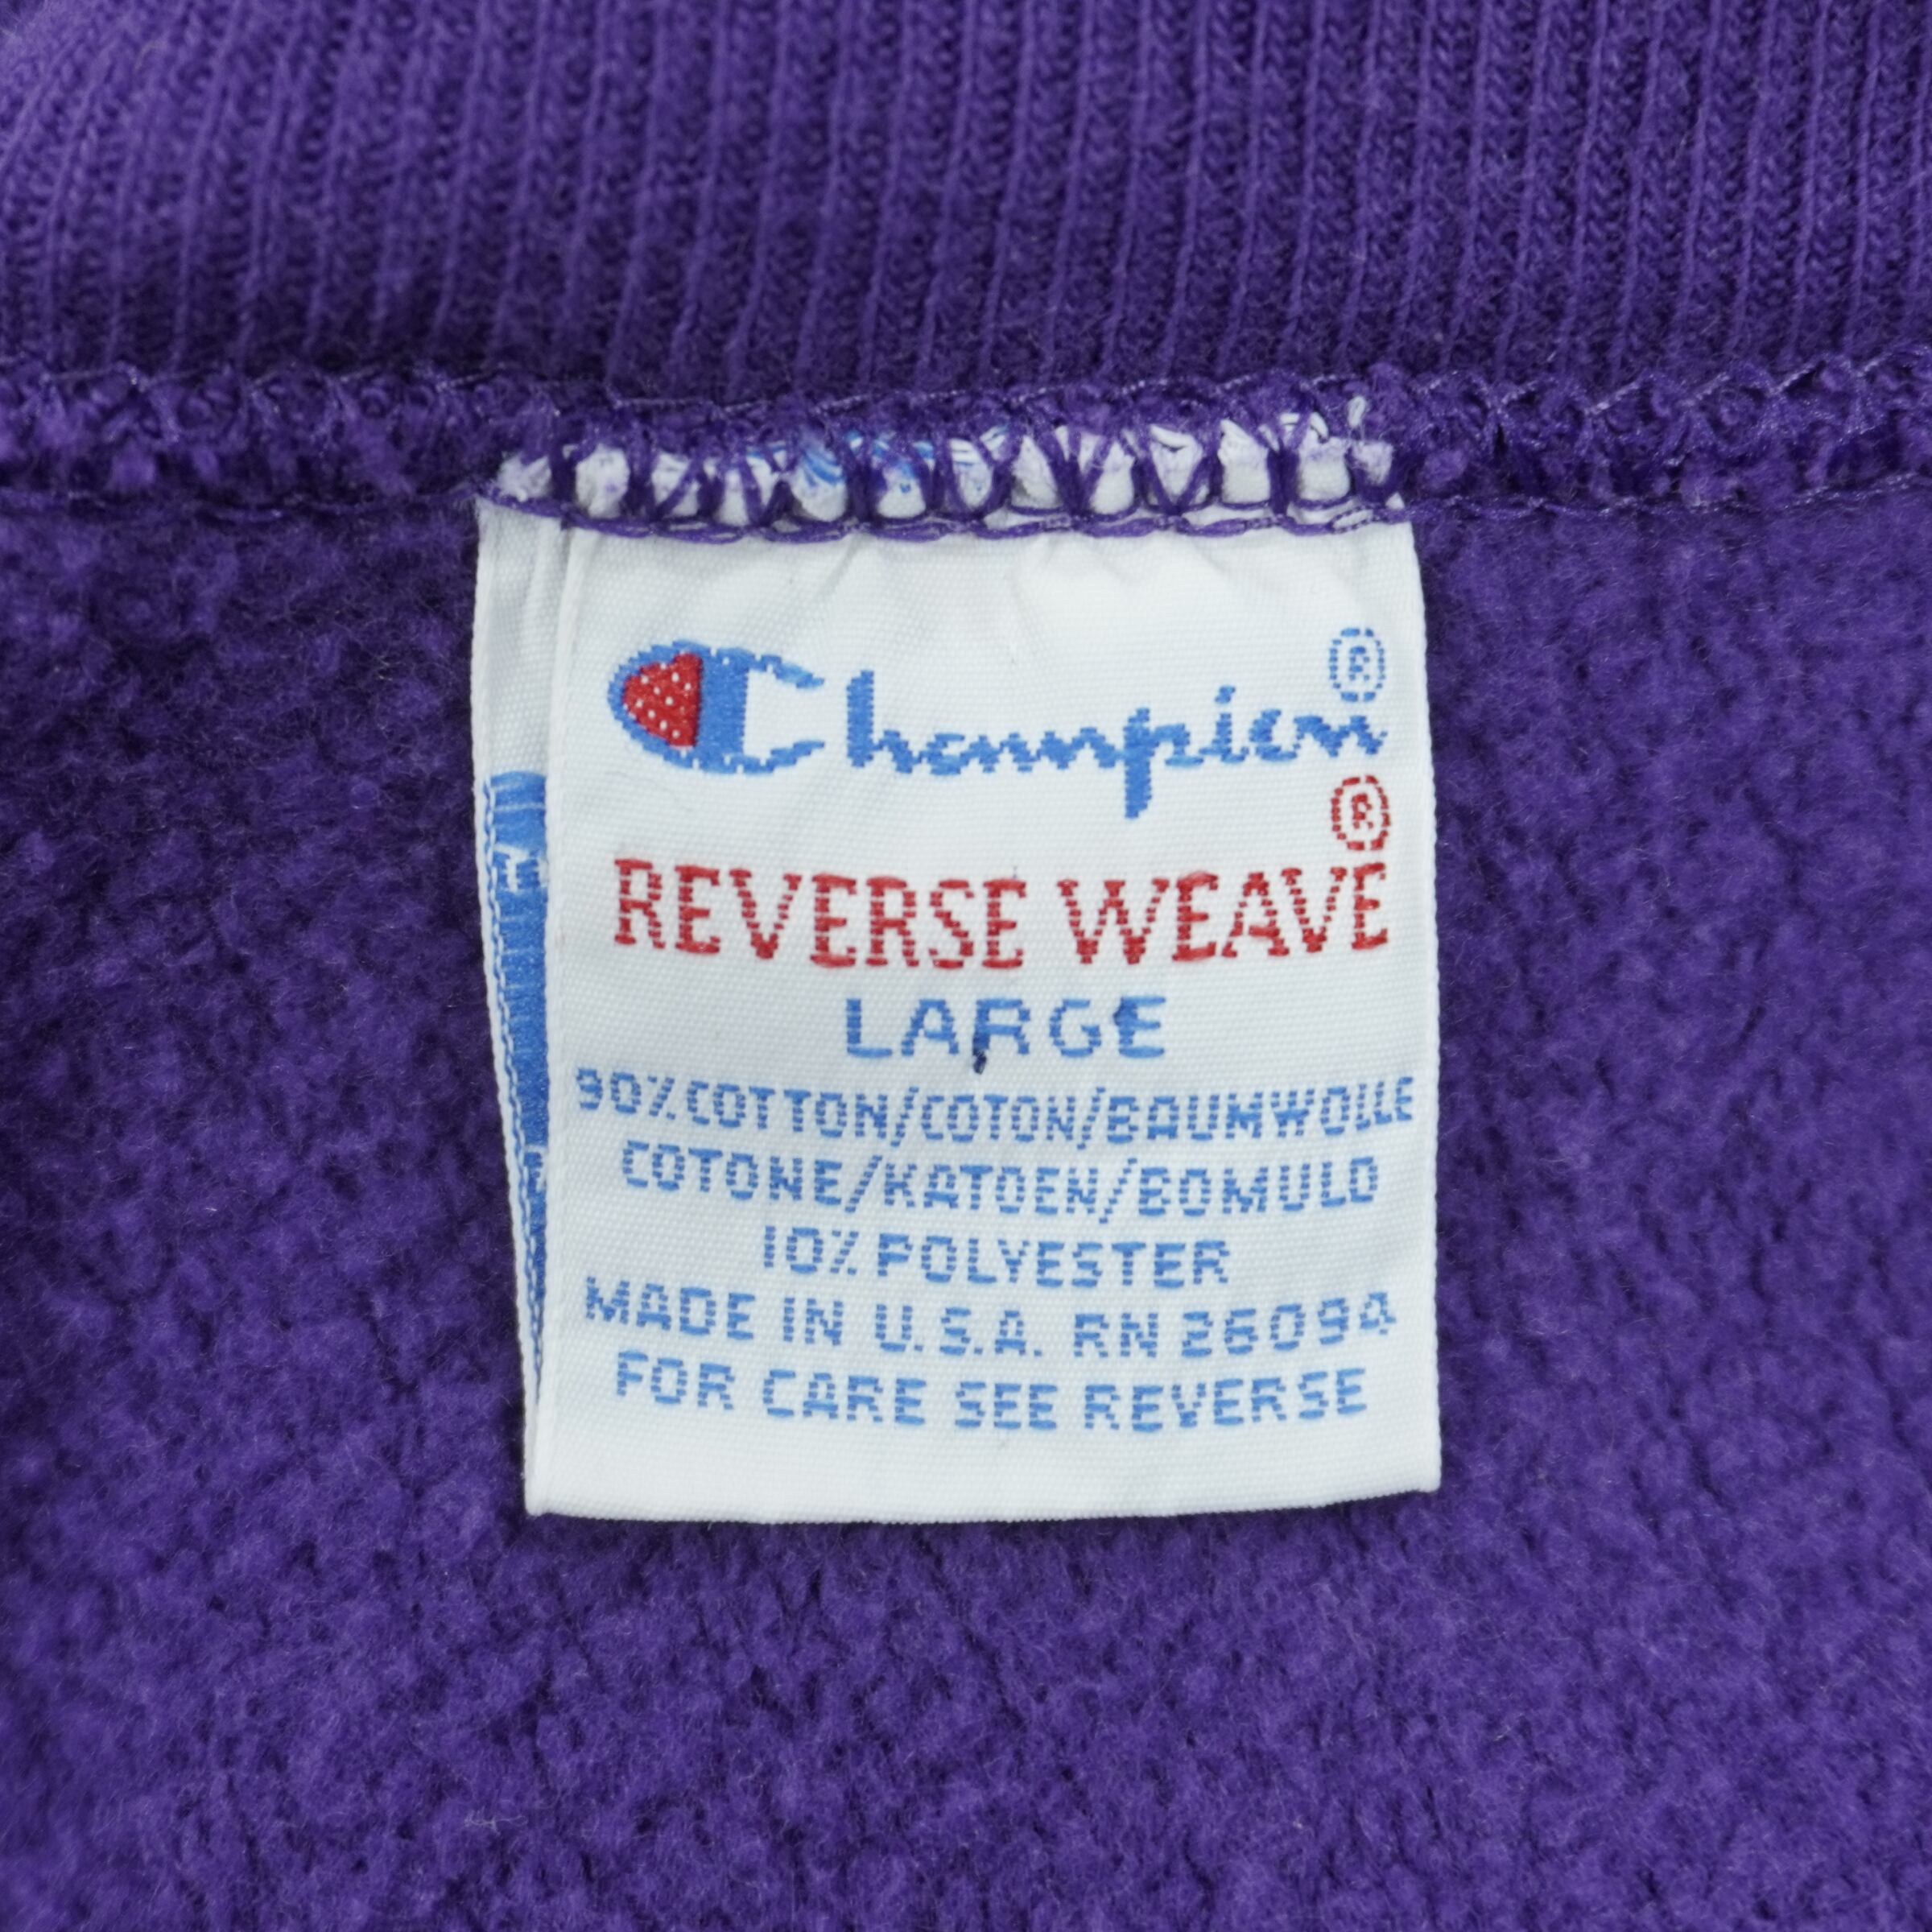 Champion®
REVERSE WEAVE®
LARGE
90% COTTON/COTON/BAUMWOLLE
COTONE/KATOEN/BOMULD
10% POLYESTER
MADE IN U.S.A. RN 26094
FOR CARE SEE REVERSE